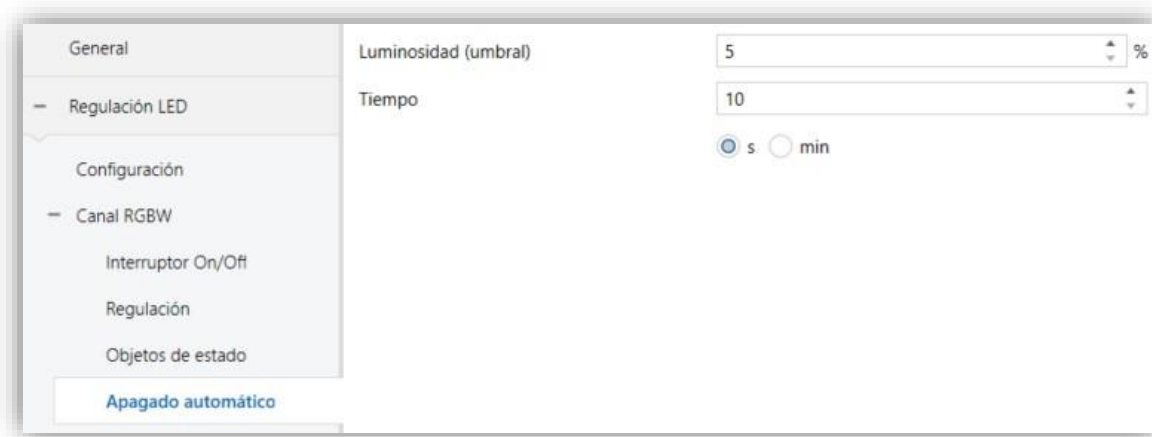 General
Luminosidad (umbral) 5 %
Regulación LED
Tiempo 10
s min
Configuración
Canal RGBW
Interruptor On/Off
Regulación
Objetos de estado
Apagado automático